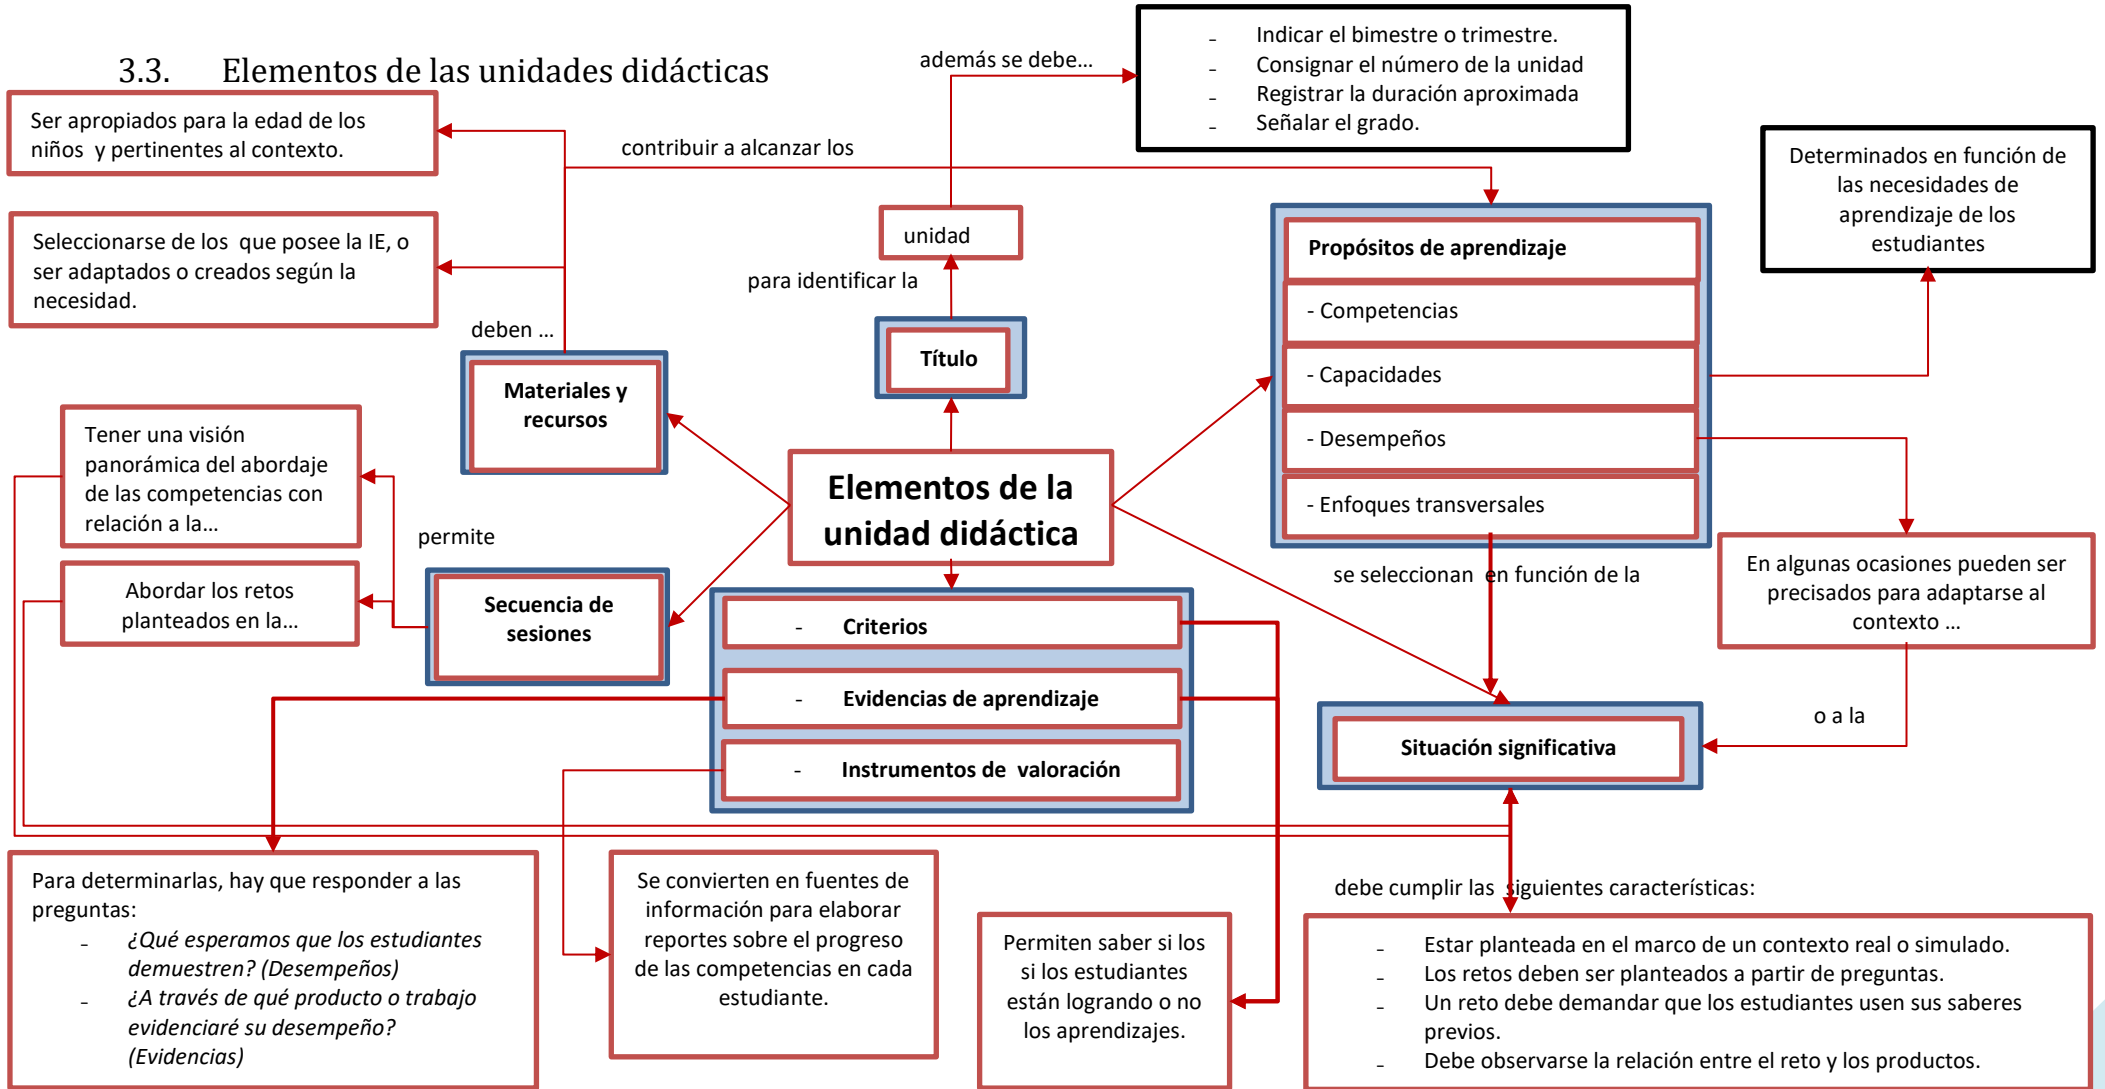 3.3. Elementos de las unidades didácticas
además se debe...
- Indicar el bimestre o trimestre.
- Consignar el número de la unidad
- Registrar la duración aproximada
- Señalar el grado.
Ser apropiados para la edad de los
niños y pertinentes al contexto.
contribuir a alcanzar los
Determinados en función de
las necesidades de
aprendizaje de los
estudiantes
Seleccionarse de los que posee la IE, o
ser adaptados o creados según la
necesidad.
unidad
para identificar la
deben ...
Título
Materiales y
recursos
Propósitos de aprendizaje
- Competencias
- Capacidades
- Desempeños
- Enfoques transversales
Tener una visión
panorámica del abordaje
de las competencias con
relación a la...
permite
Elementos de la
unidad didáctica
Abordar los retos
planteados en la...
Secuencia de
sesiones
se seleccionan en función de la
En algunas ocasiones pueden ser
precisados para adaptarse al
contexto ...
- Criterios
- Evidencias de aprendizaje
- Instrumentos de valoración
o a la
Situación significativa
Para determinarlas, hay que responder a las
preguntas:
- ¿Qué esperamos que los estudiantes
demuestren? (Desempeños)
- ¿A través de qué producto o trabajo
evidenciaré su desempeño?
(Evidencias)
Se convierten en fuentes de
información para elaborar
reportes sobre el progreso
de las competencias en cada
estudiante.
Permiten saber si los
si los estudiantes
están logrando o no
los aprendizajes.
debe cumplir las siguientes características:
- Estar planteada en el marco de un contexto real o simulado.
- Los retos deben ser planteados a partir de preguntas.
- Un reto debe demandar que los estudiantes usen sus saberes
previos.
- Debe observarse la relación entre el reto y los productos.